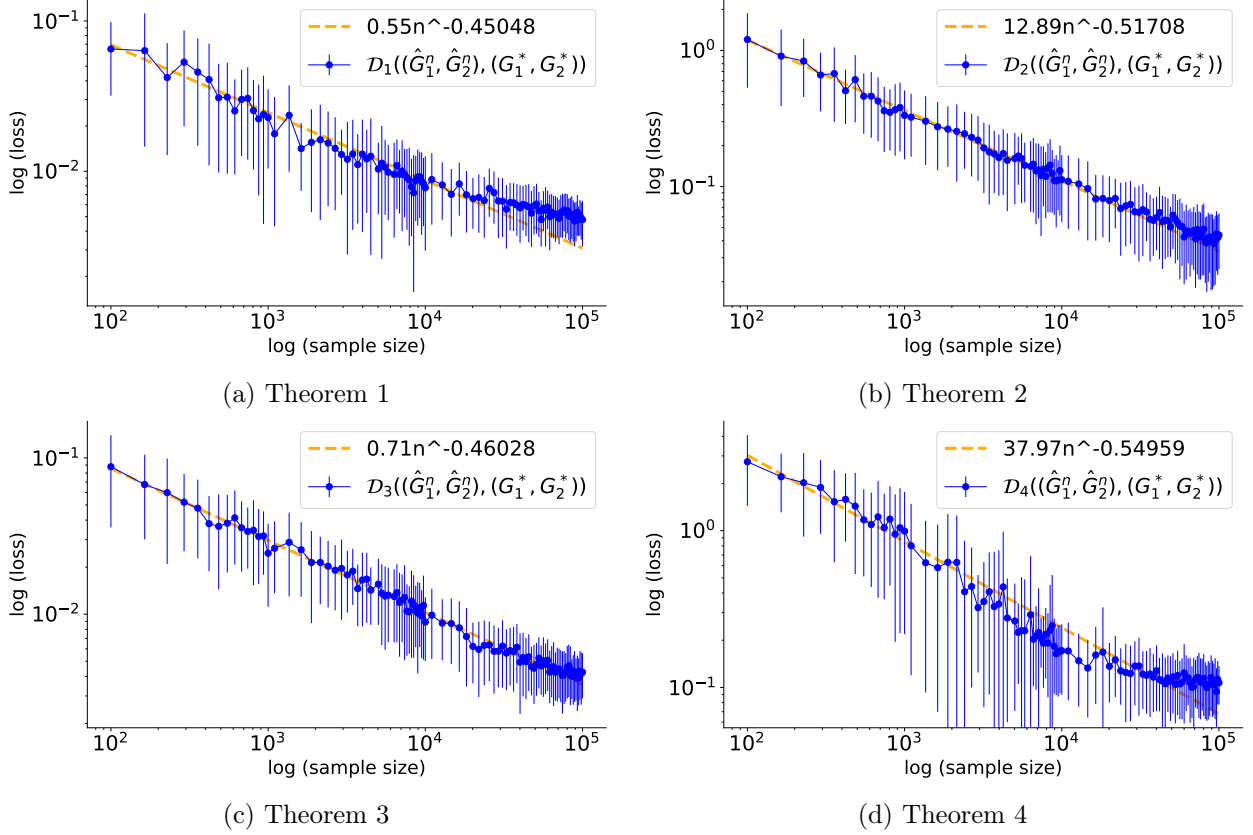 10⁻¹
10⁻²
log (loss)
0.55n^-0.45048
𝒟₁((Ĝ₁ⁿ, Ĝ₂ⁿ), (G₁*, G₂*))
10² 10³ 10⁴ 10⁵
log (sample size)
(a) Theorem 1
10⁰
10⁻¹
log (loss)
12.89n^-0.51708
𝒟₂((Ĝ₁ⁿ, Ĝ₂ⁿ), (G₁*, G₂*))
10² 10³ 10⁴ 10⁵
log (sample size)
(b) Theorem 2
10⁻¹
10⁻²
log (loss)
0.71n^-0.46028
𝒟₃((Ĝ₁ⁿ, Ĝ₂ⁿ), (G₁*, G₂*))
10² 10³ 10⁴ 10⁵
log (sample size)
(c) Theorem 3
10⁰
10⁻¹
log (loss)
37.97n^-0.54959
𝒟₄((Ĝ₁ⁿ, Ĝ₂ⁿ), (G₁*, G₂*))
10² 10³ 10⁴ 10⁵
log (sample size)
(d) Theorem 4